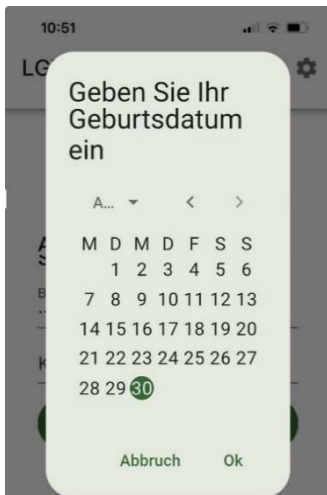 10:51
LG
Geben Sie Ihr
Geburtsdatum
ein
A...
M D M D F S S
1 2 3 4 5 6
7 8 9 10 11 12 13
14 15 16 17 18 19 20
21 22 23 24 25 26 27
28 29 30
B
K
Abbruch Ok